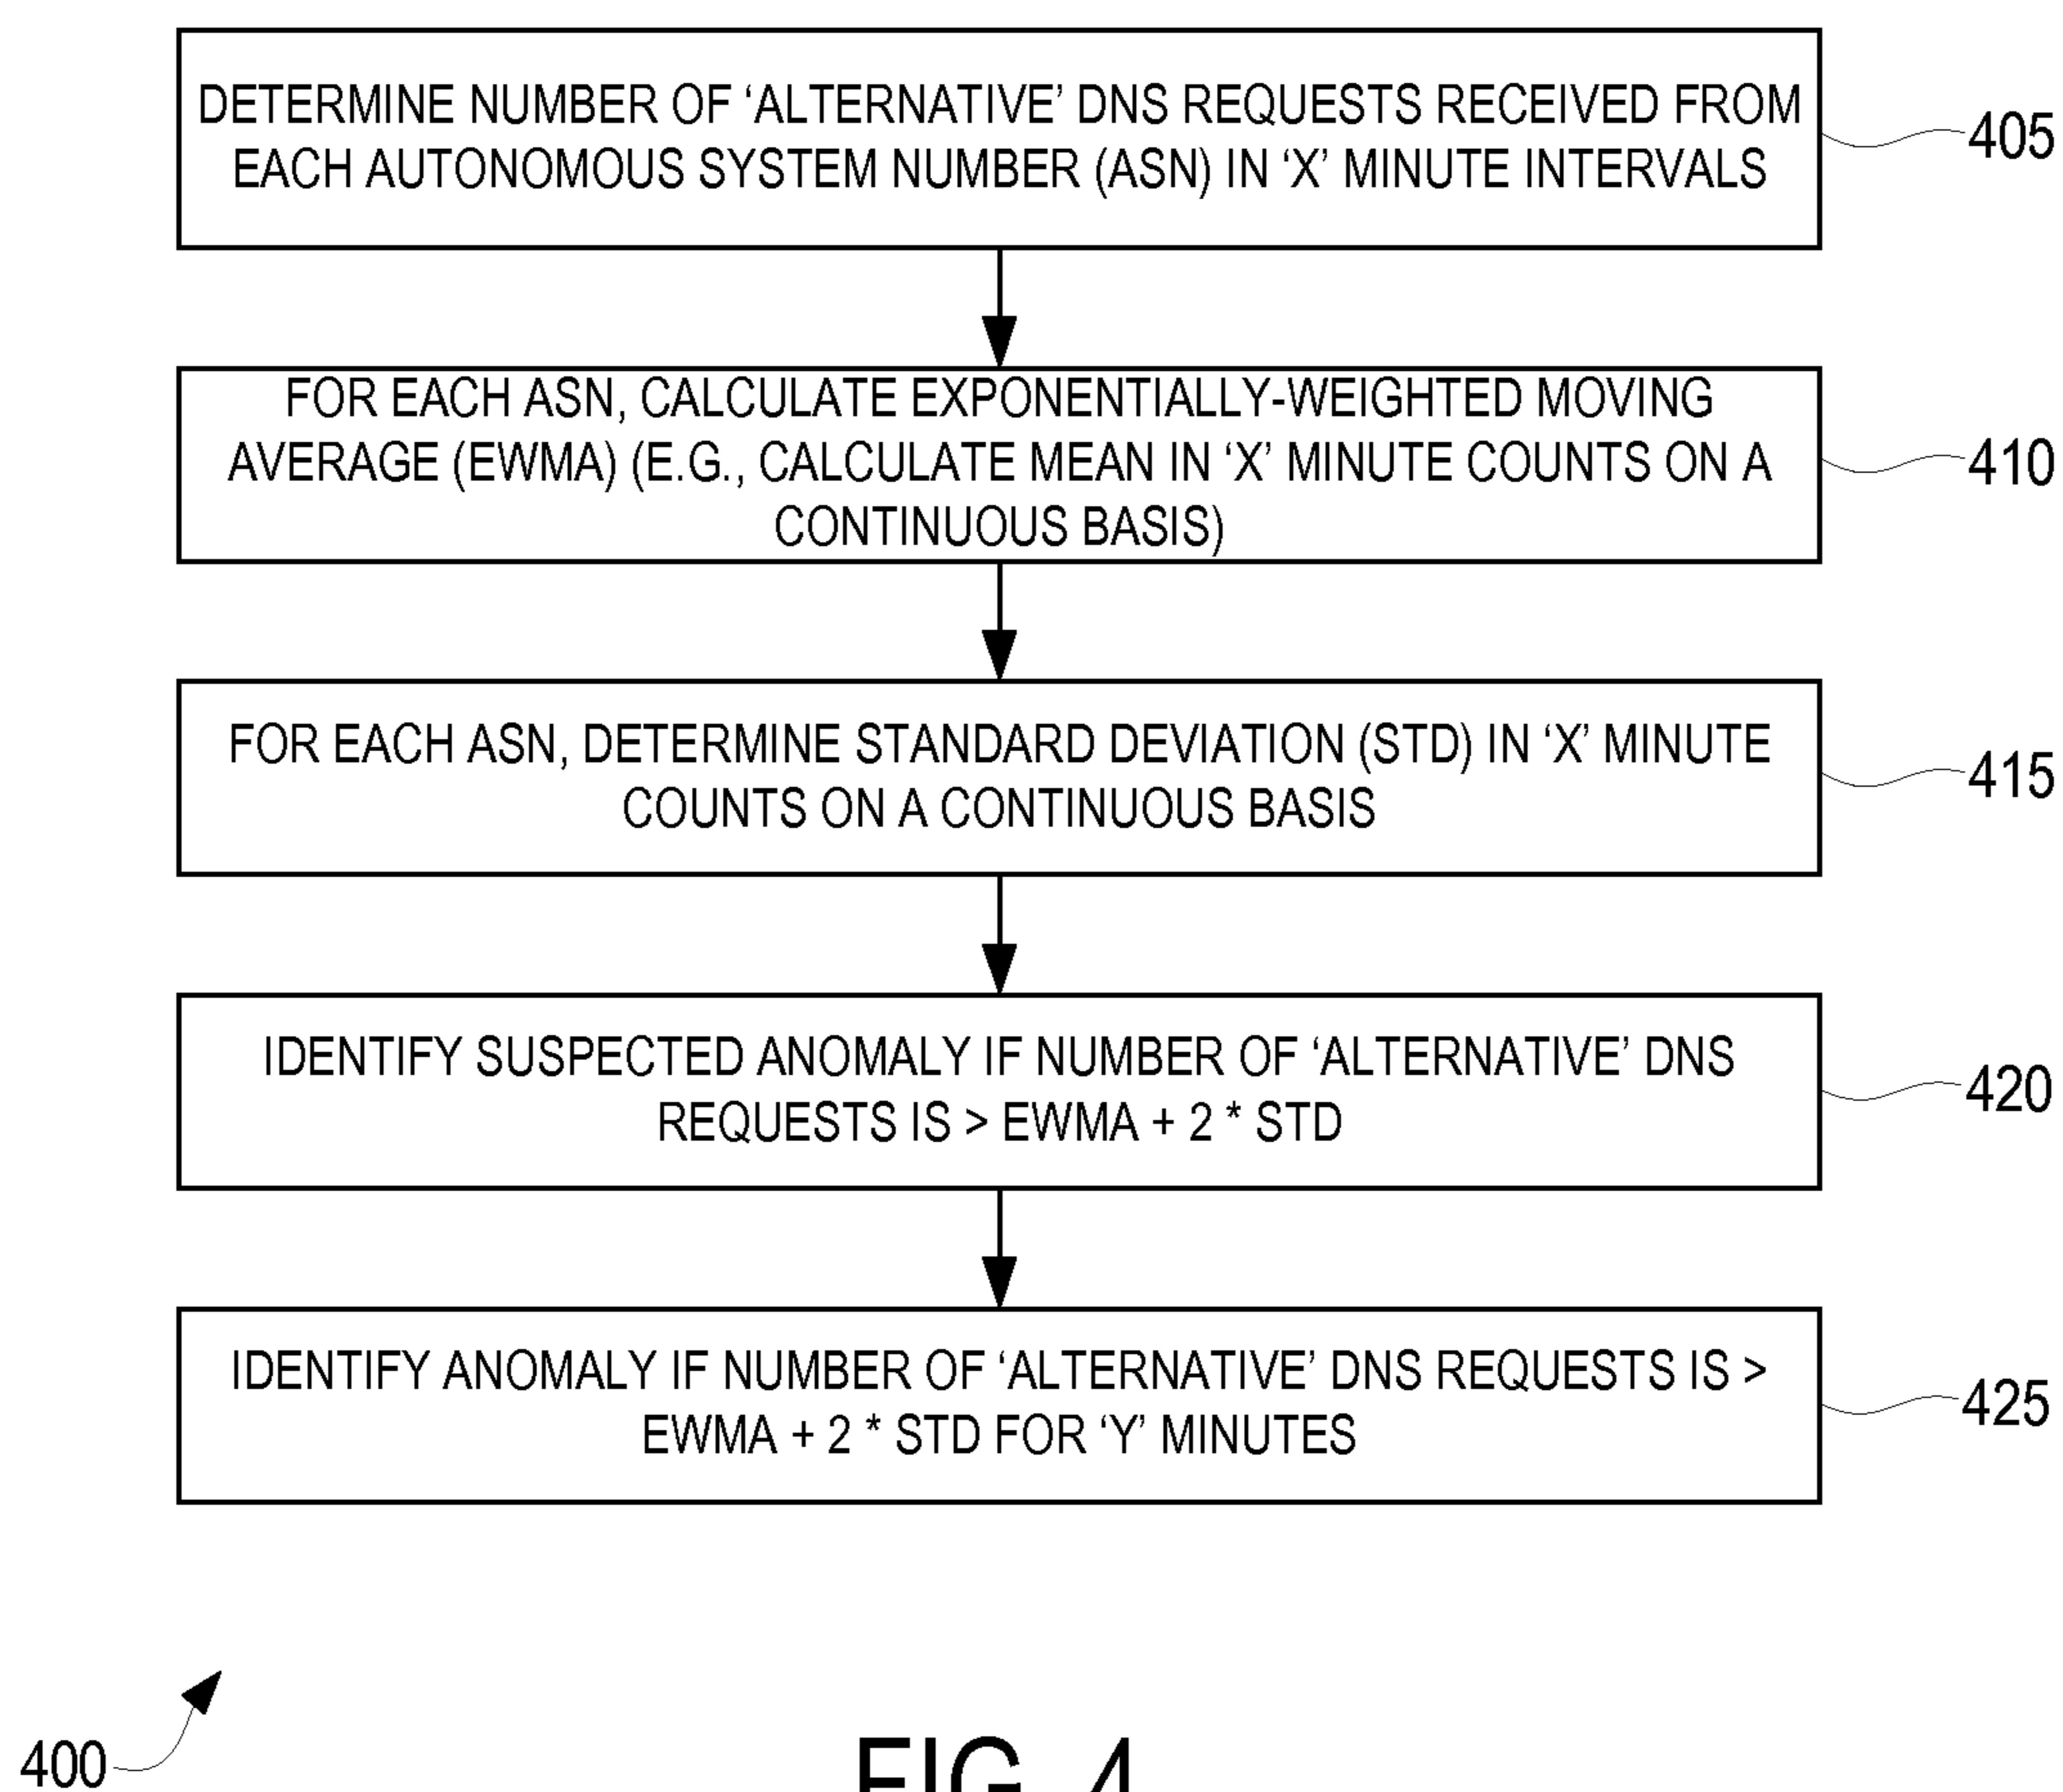 DETERMINE NUMBER OF ‘ALTERNATIVE’ DNS REQUESTS RECEIVED FROM
EACH AUTONOMOUS SYSTEM NUMBER (ASN) IN ‘X’ MINUTE INTERVALS
405
FOR EACH ASN, CALCULATE EXPONENTIALLY-WEIGHTED MOVING
AVERAGE (EWMA) (E.G., CALCULATE MEAN IN ‘X’ MINUTE COUNTS ON A
CONTINUOUS BASIS)
410
FOR EACH ASN, DETERMINE STANDARD DEVIATION (STD) IN ‘X’ MINUTE
COUNTS ON A CONTINUOUS BASIS
415
IDENTIFY SUSPECTED ANOMALY IF NUMBER OF ‘ALTERNATIVE’ DNS
REQUESTS IS > EWMA + 2 * STD
420
IDENTIFY ANOMALY IF NUMBER OF ‘ALTERNATIVE’ DNS REQUESTS IS >
EWMA + 2 * STD FOR ‘Y’ MINUTES
425
400
FIG. 4